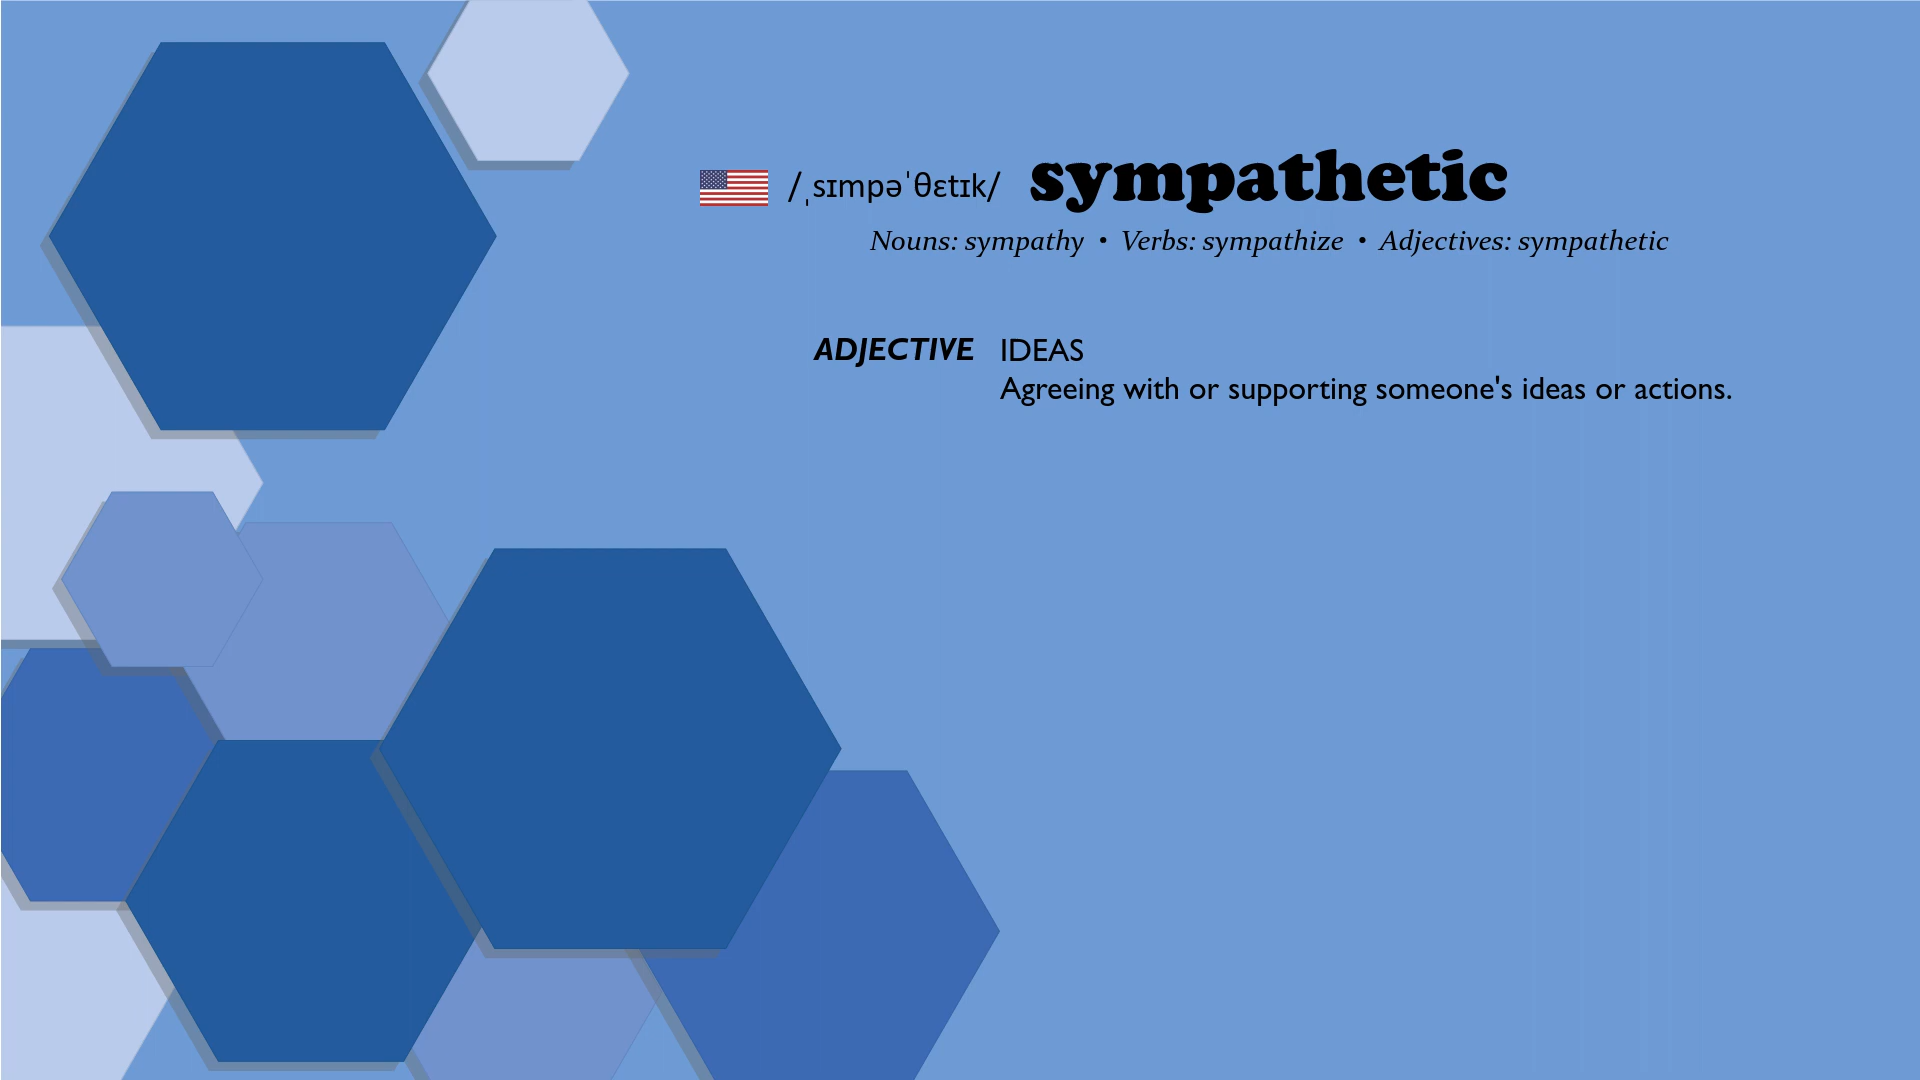 /ˌsɪmpəˈθɛtɪk/ sympathetic
Nouns: sympathy • Verbs: sympathize • Adjectives: sympathetic
ADJECTIVE IDEAS
Agreeing with or supporting someone's ideas or actions.